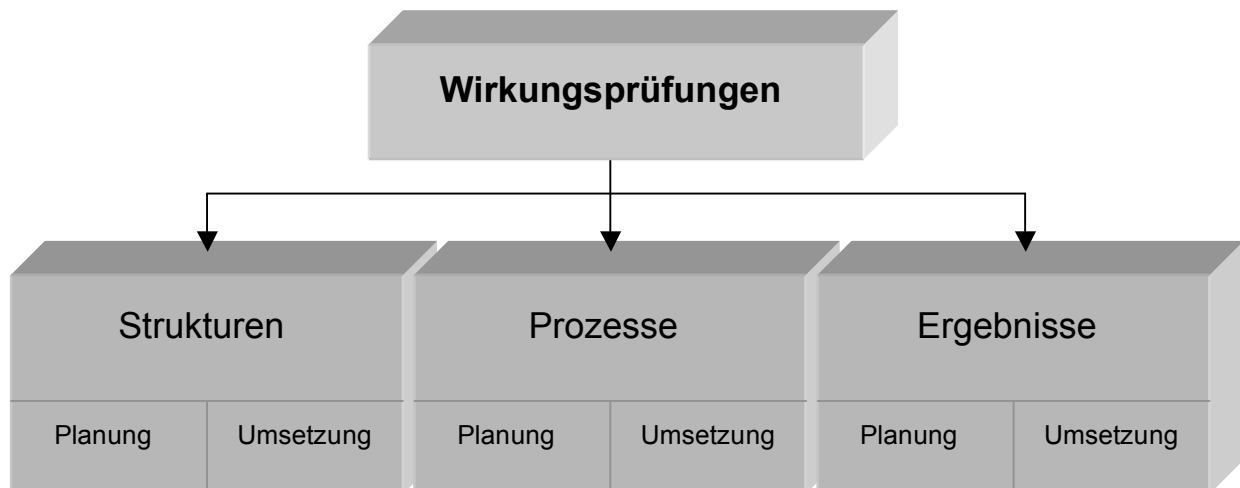 Wirkungsprüfungen
Strukturen
Prozesse
Ergebnisse
Planung
Umsetzung
Planung
Umsetzung
Planung
Umsetzung